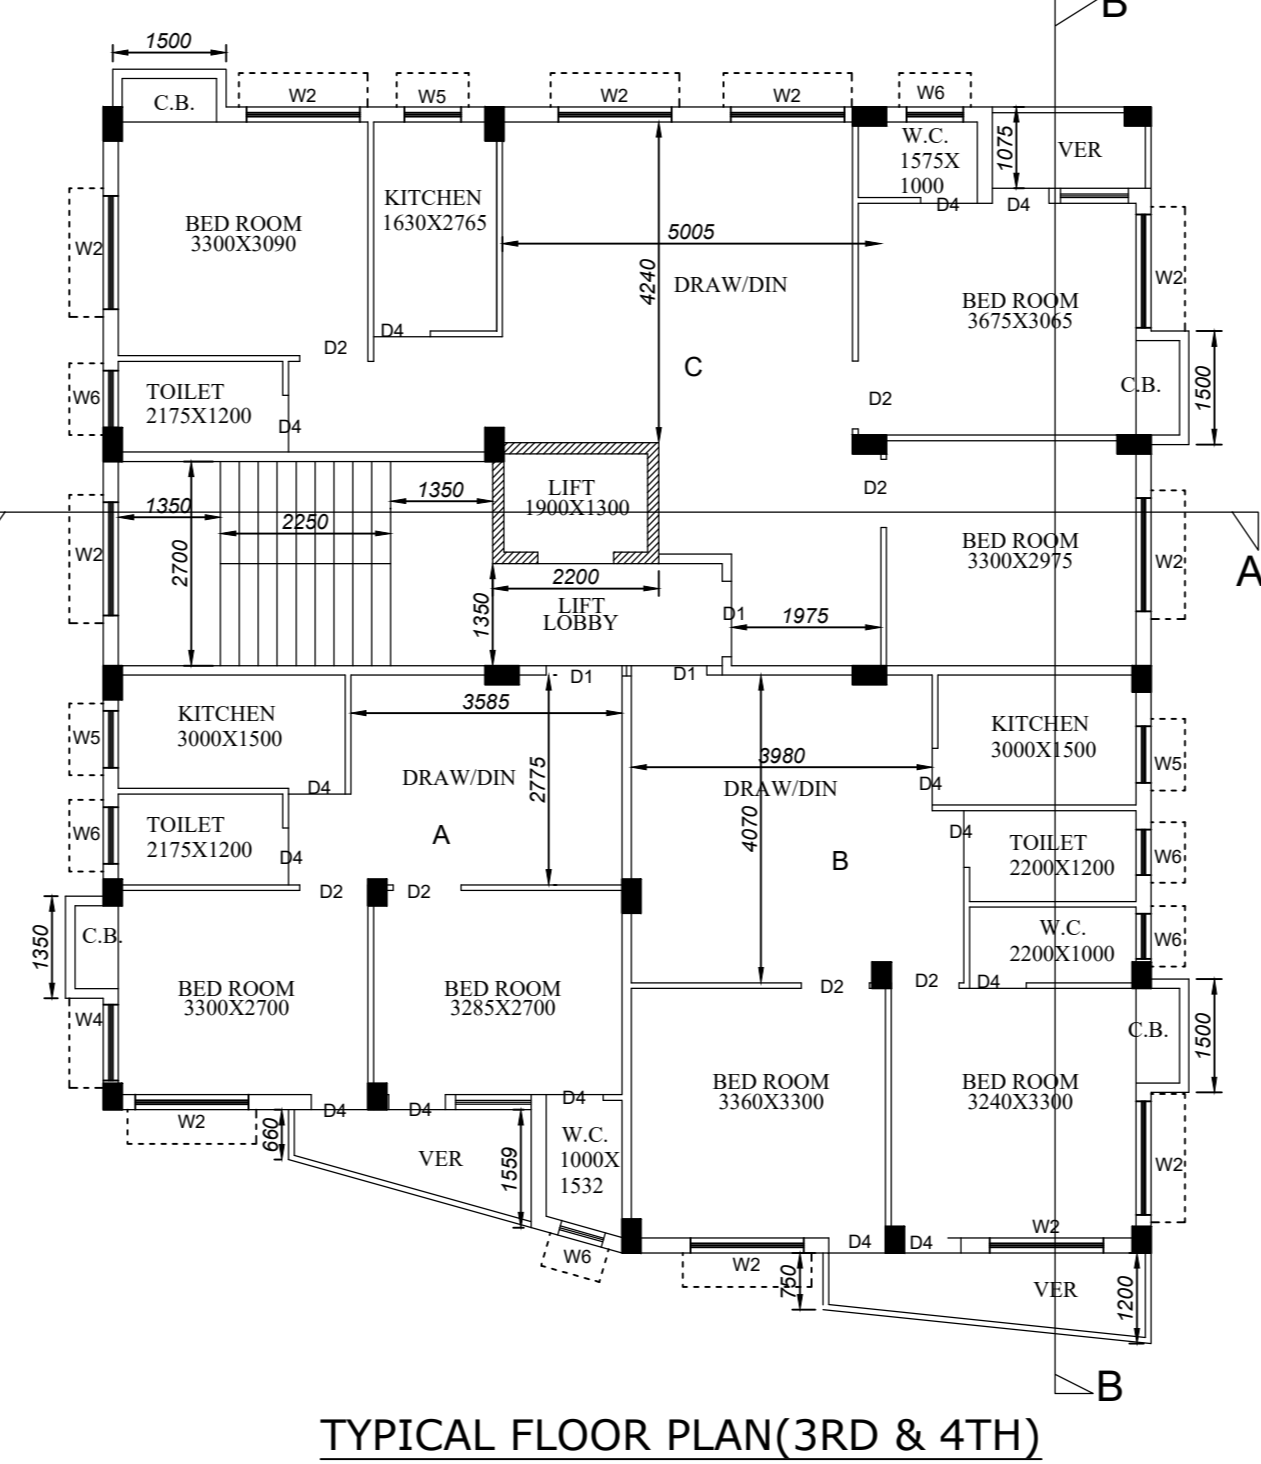 B
1500
C.B.
W2
W5
W2
W2
W6
W.C.
1575X
1000
1075
VER
KITCHEN
1630X2765
BED ROOM
3300X3090
D4
D4
5005
W2
4240
DRAW/DIN
W2
BED ROOM
3675X3065
D4
D2
C
C.B.
1500
W6
TOILET
2175X1200
D4
D2
1350
2250
1350
LIFT
1900X1300
D2
W2
2700
BED ROOM
3300X2975
W2
A
2200
1350
LIFT
LOBBY
D1
1975
D1
D1
KITCHEN
3000X1500
3585
W5
DRAW/DIN
2775
3980
DRAW/DIN
KITCHEN
3000X1500
W5
D4
D4
W6
TOILET
2175X1200
A
4070
D4
TOILET
2200X1200
W6
D4
B
D2
D2
1350
C.B.
W.C.
2200X1000
W6
BED ROOM
3300X2700
BED ROOM
3285X2700
D2
D2
D4
W4
C.B.
1500
BED ROOM
3360X3300
BED ROOM
3240X3300
W2
D4
D4
D4
660
VER
1559
W.C.
1000X
1532
W2
W6
W2
D4
D4
W2
750
VER
1200
B
TYPICAL FLOOR PLAN(3RD & 4TH)